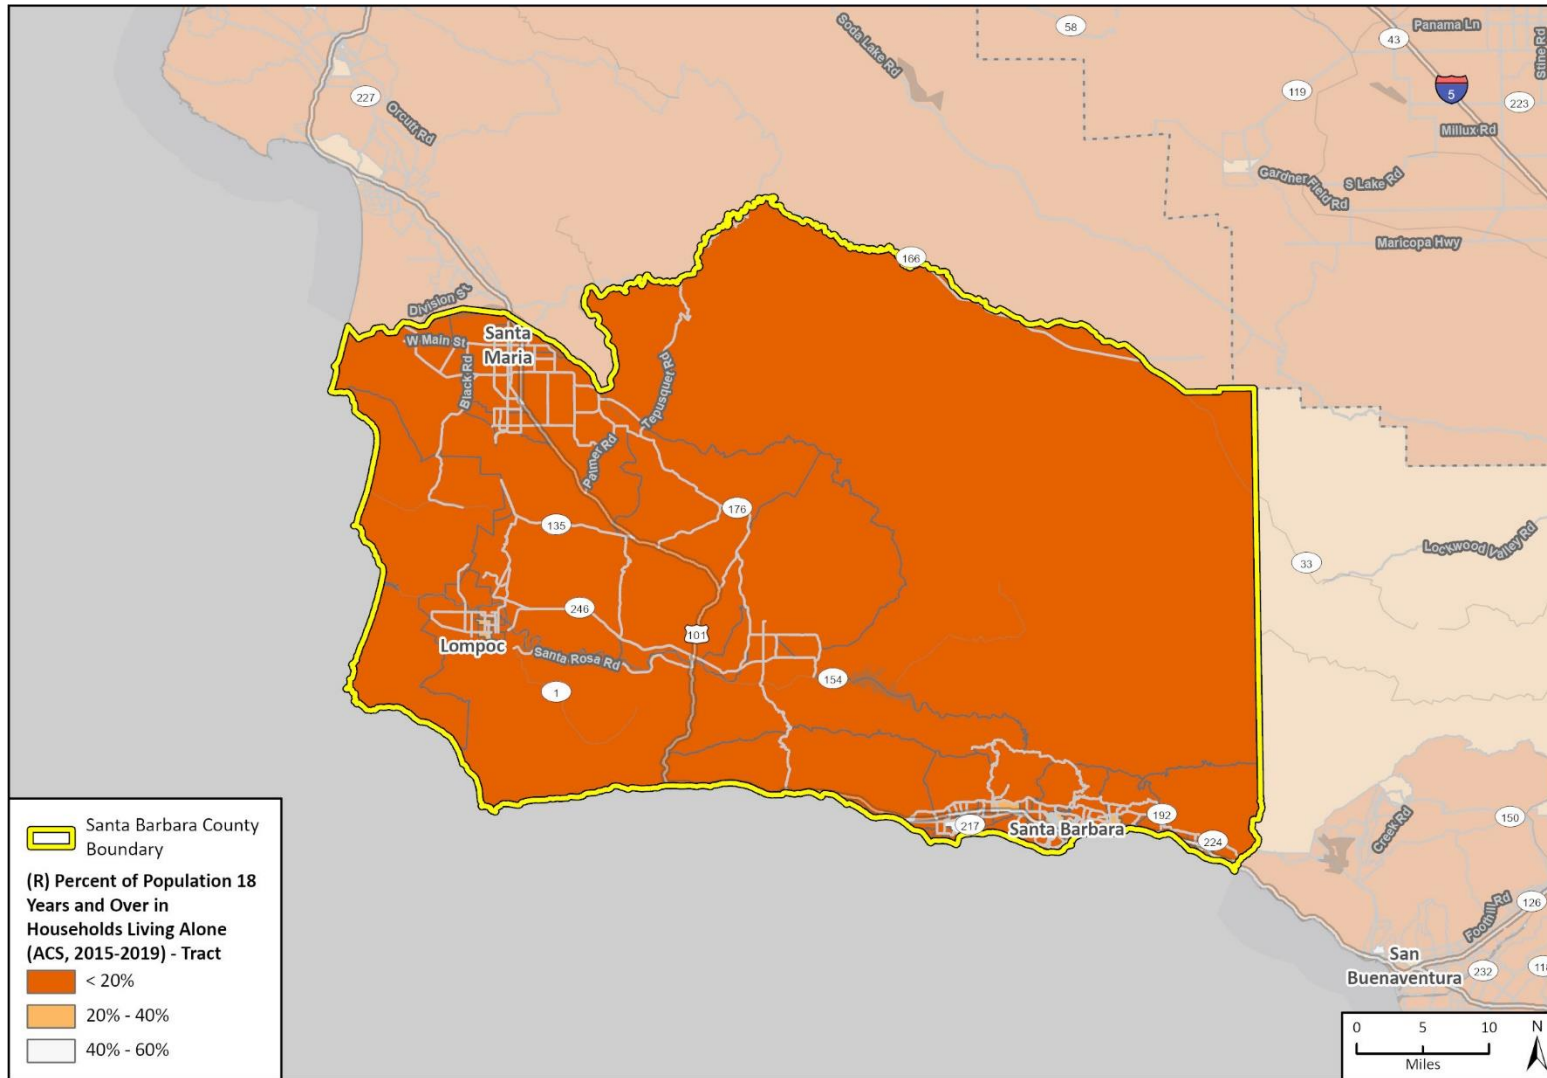 58
43
Panama Ln
Stine Rd
Soda Lake Rd
227
Orcutt Rd
119
5
223
Millux Rd
Gardner Field Rd
S Lake Rd
Maricopa Hwy
166
Division St
Santa
Maria
W Main St
Black Rd
Tepusquet Rd
Palmer Rd
135
176
Lockwood Valley Rd
33
246
101
Lompoc
Santa Rosa Rd
154
1
217
Santa Barbara
192
224
150
Creek Rd
126
Foothill Rd
San
Buenaventura
232
118
Santa Barbara County
Boundary
(R) Percent of Population 18
Years and Over in
Households Living Alone
(ACS, 2015-2019) - Tract
< 20%
20% - 40%
40% - 60%
0 5 10
Miles
N